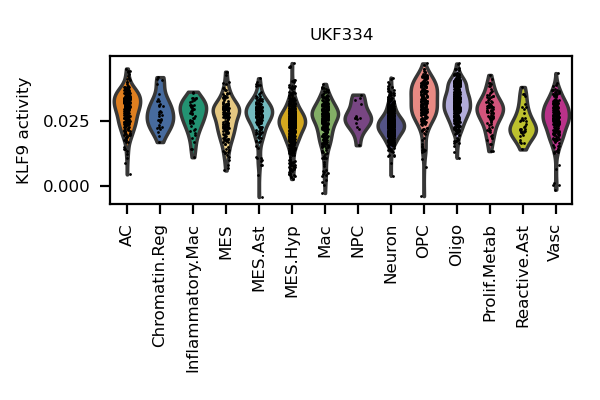 UKF334
KLF9 activity
0.025
0.000
AC
Chromatin.Reg
Inflammatory.Mac
MES
MES.Ast
MES.Hyp
Mac
NPC
Neuron
OPC
Oligo
Prolif.Metab
Reactive.Ast
Vasc